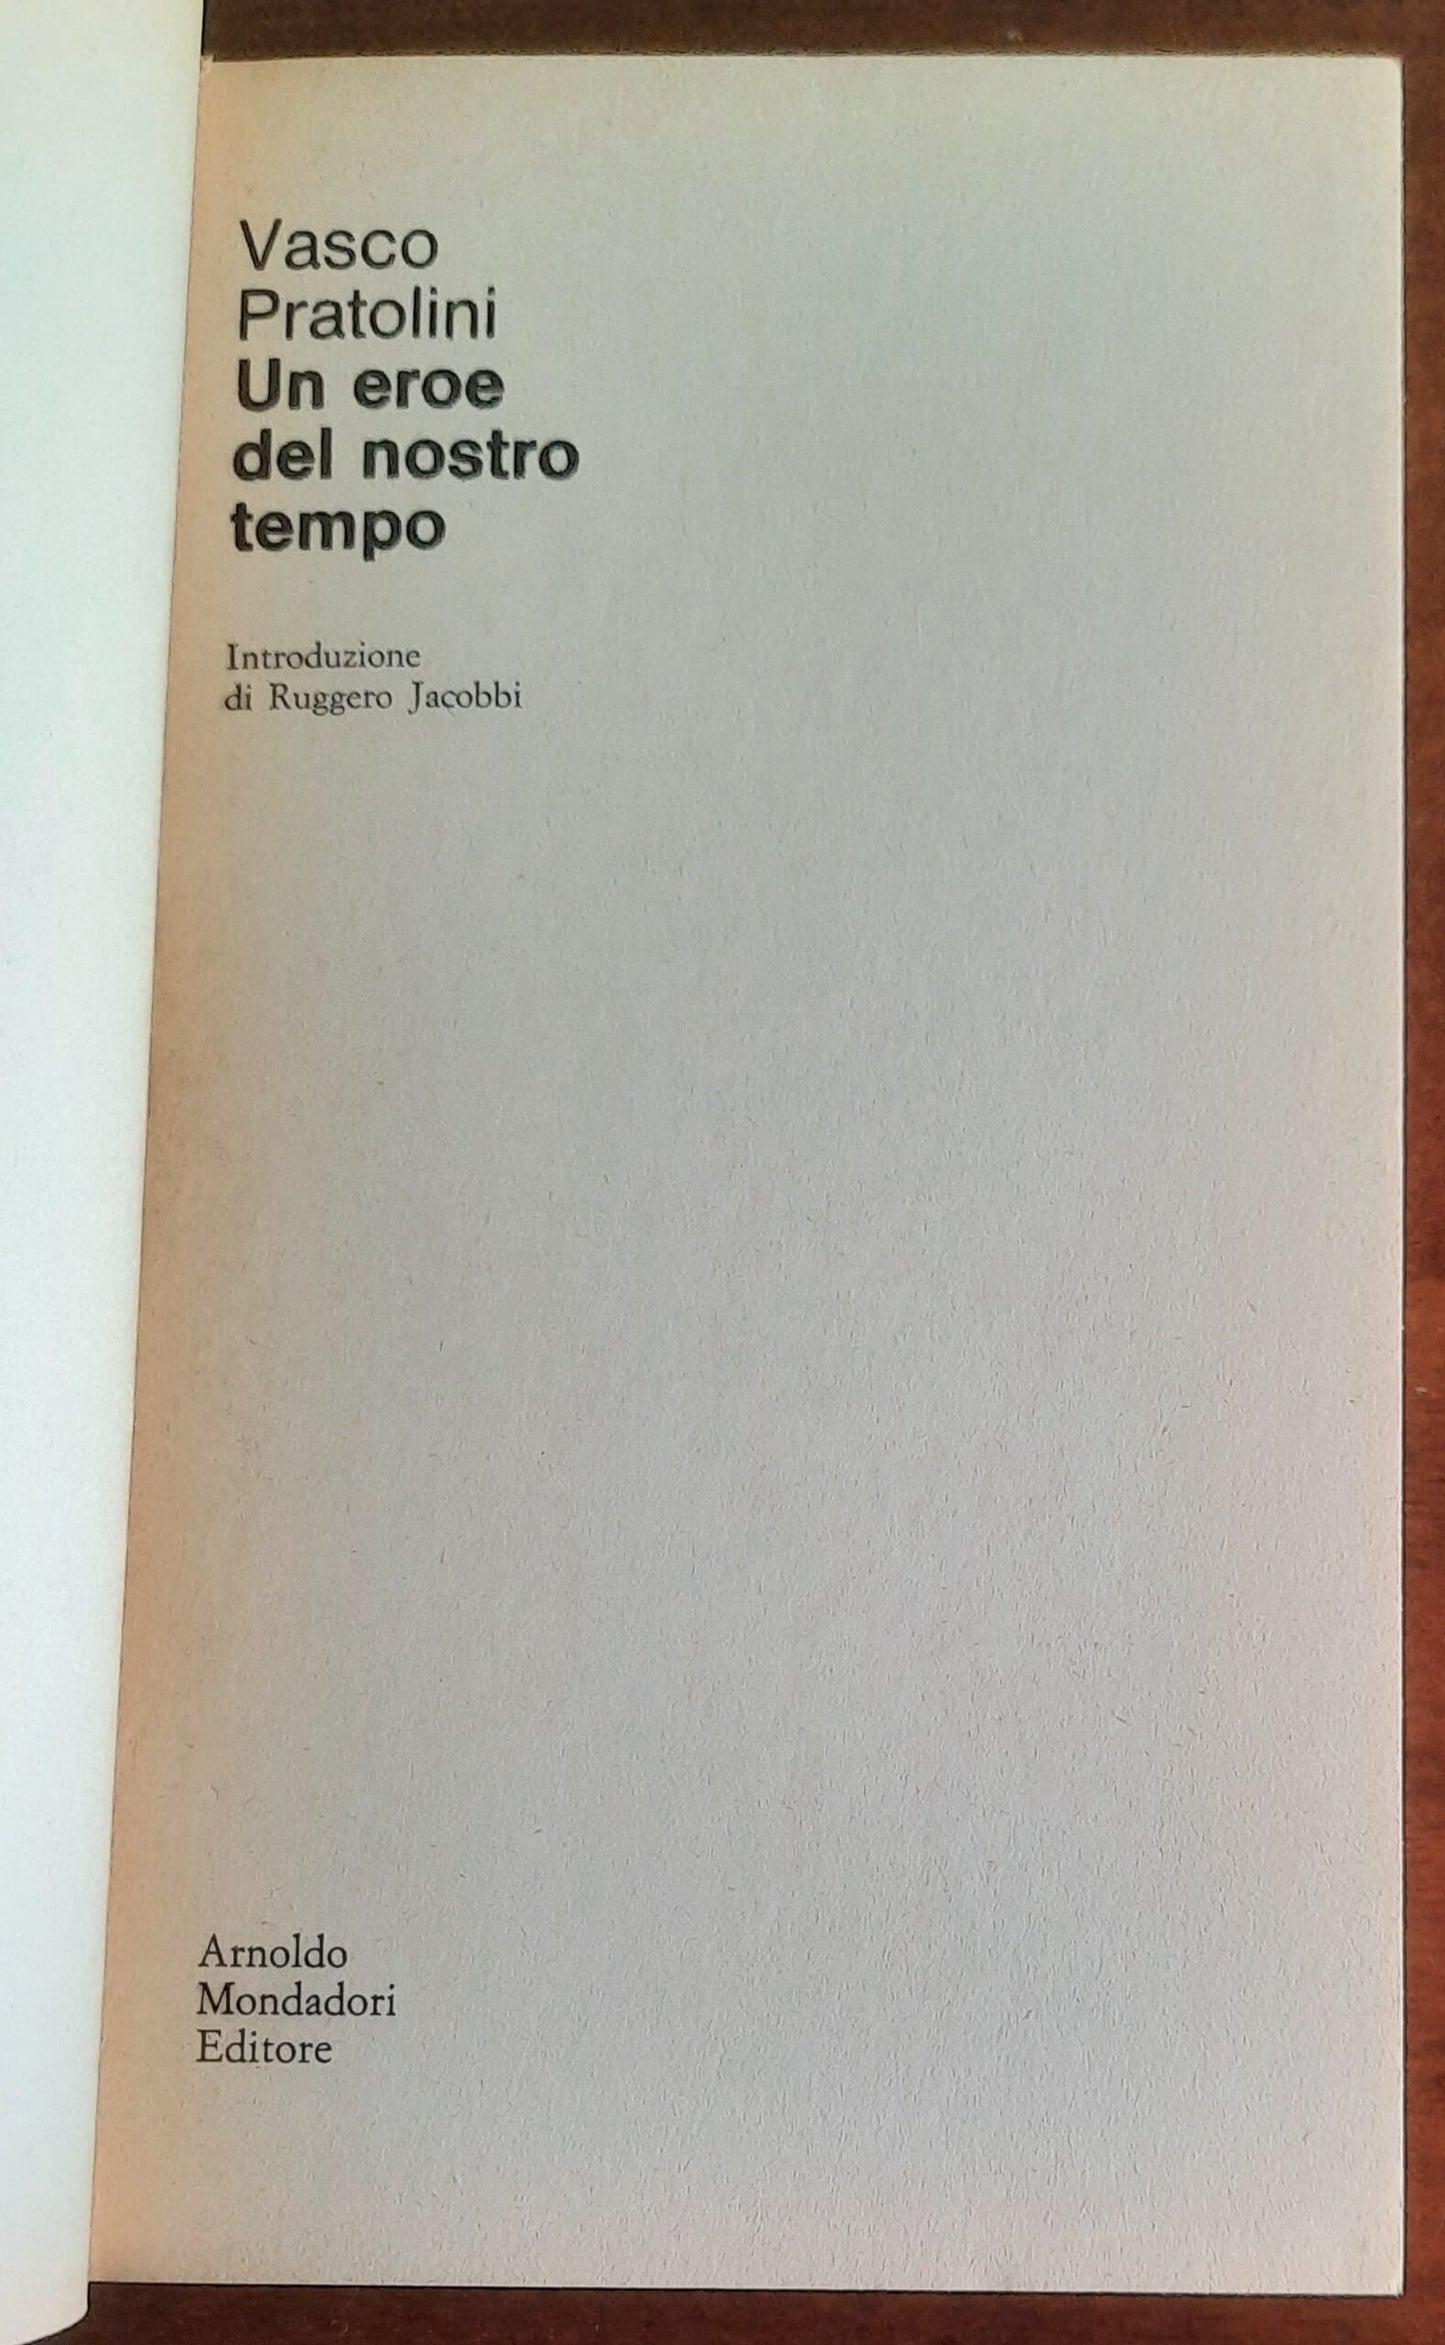 Vasco
Pratolini
Un eroe
del nostro
tempo
Introduzione
di Ruggero Jacobbi
Arnoldo
Mondadori
Editore